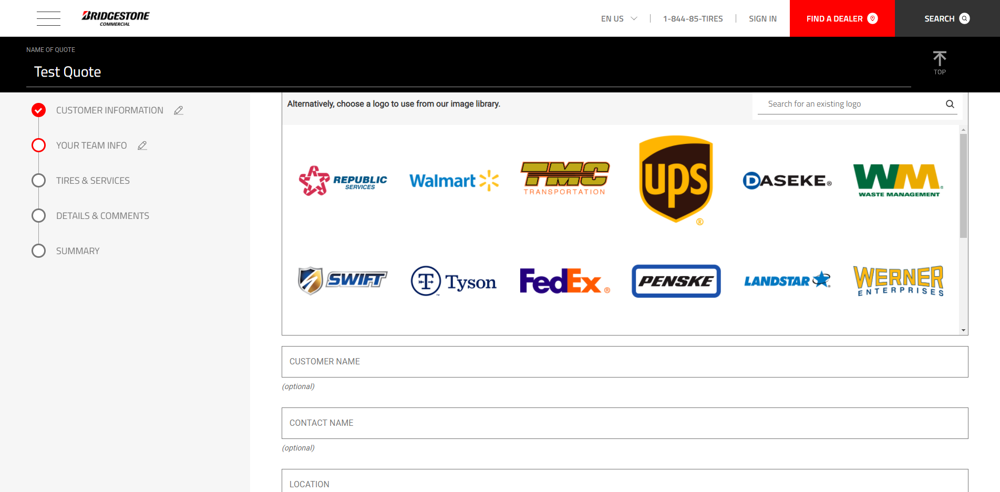 BRIDGESTONE
COMMERCIAL
EN US
1-844-85-TIRES
SIGN IN
FIND A DEALER
SEARCH
NAME OF QUOTE
Test Quote
TOP
CUSTOMER INFORMATION
YOUR TEAM INFO
TIRES & SERVICES
DETAILS & COMMENTS
SUMMARY
Alternatively, choose a logo to use from our image library.
Search for an existing logo
REPUBLIC
SERVICES
Walmart
TMC
TRANSPORTATION
ups
®
DASEKE®
WM®
WASTE MANAGEMENT
SWIFT
T Tyson
™
FedEx®
PENSKE
LANDSTAR®
WERNER
ENTERPRISES
CUSTOMER NAME
(optional)
CONTACT NAME
(optional)
LOCATION